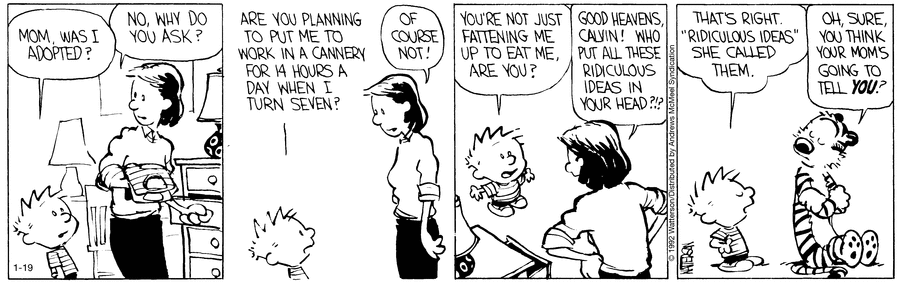 MOM, WAS I
ADOPTED?
NO, WHY DO
YOU ASK?
1-19
ARE YOU PLANNING
TO PUT ME TO
WORK IN A CANNERY
FOR 14 HOURS A
DAY WHEN I
TURN SEVEN?
OF
COURSE
NOT!
YOU'RE NOT JUST
FATTENING ME
UP TO EAT ME,
ARE YOU?
GOOD HEAVENS,
CALVIN! WHO
PUT ALL THESE
RIDICULOUS
IDEAS IN
YOUR HEAD?!?
© 1992 Watterson/Distributed by Andrews McMeel Syndication
THAT'S RIGHT.
"RIDICULOUS IDEAS"
SHE CALLED
THEM.
OH, SURE,
YOU THINK
YOUR MOM'S
GOING TO
TELL YOU?
WATTERSON